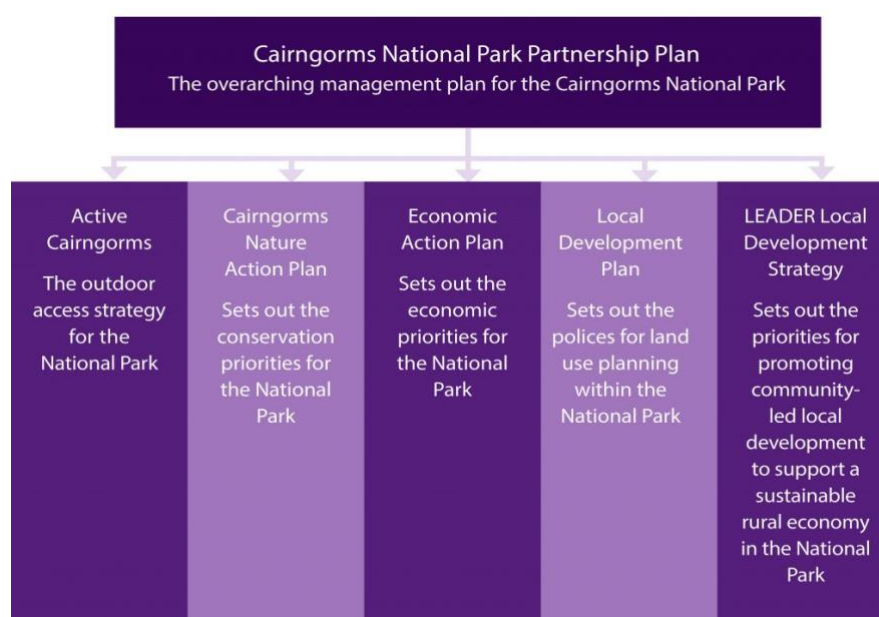 Cairngorms National Park Partnership Plan
The overarching management plan for the Cairngorms National Park
Active
Cairngorms
The outdoor
access strategy
for the
National Park
Cairngorms
Nature
Action Plan
Sets out the
conservation
priorities for
the National
Park
Economic
Action Plan
Sets out the
economic
priorities for
the National
Park
Local
Development
Plan
Sets out the
polices for land
use planning
within the
National Park
LEADER Local
Development
Strategy
Sets out the
priorities for
promoting
community-
led local
development
to support a
sustainable
rural economy
in the National
Park